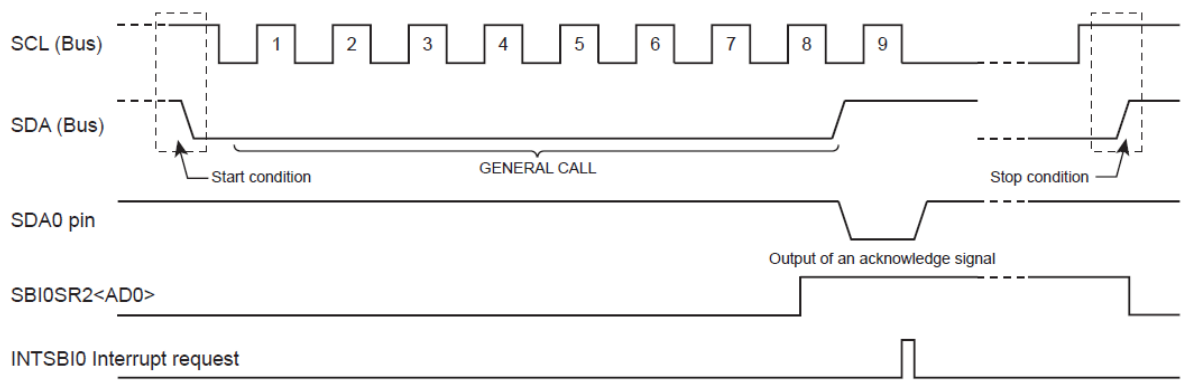 SCL (Bus)
1 2 3 4 5 6 7 8 9
SDA (Bus)
Start condition
GENERAL CALL
Stop condition
SDA0 pin
Output of an acknowledge signal
SBI0SR2<AD0>
INTSBI0 Interrupt request